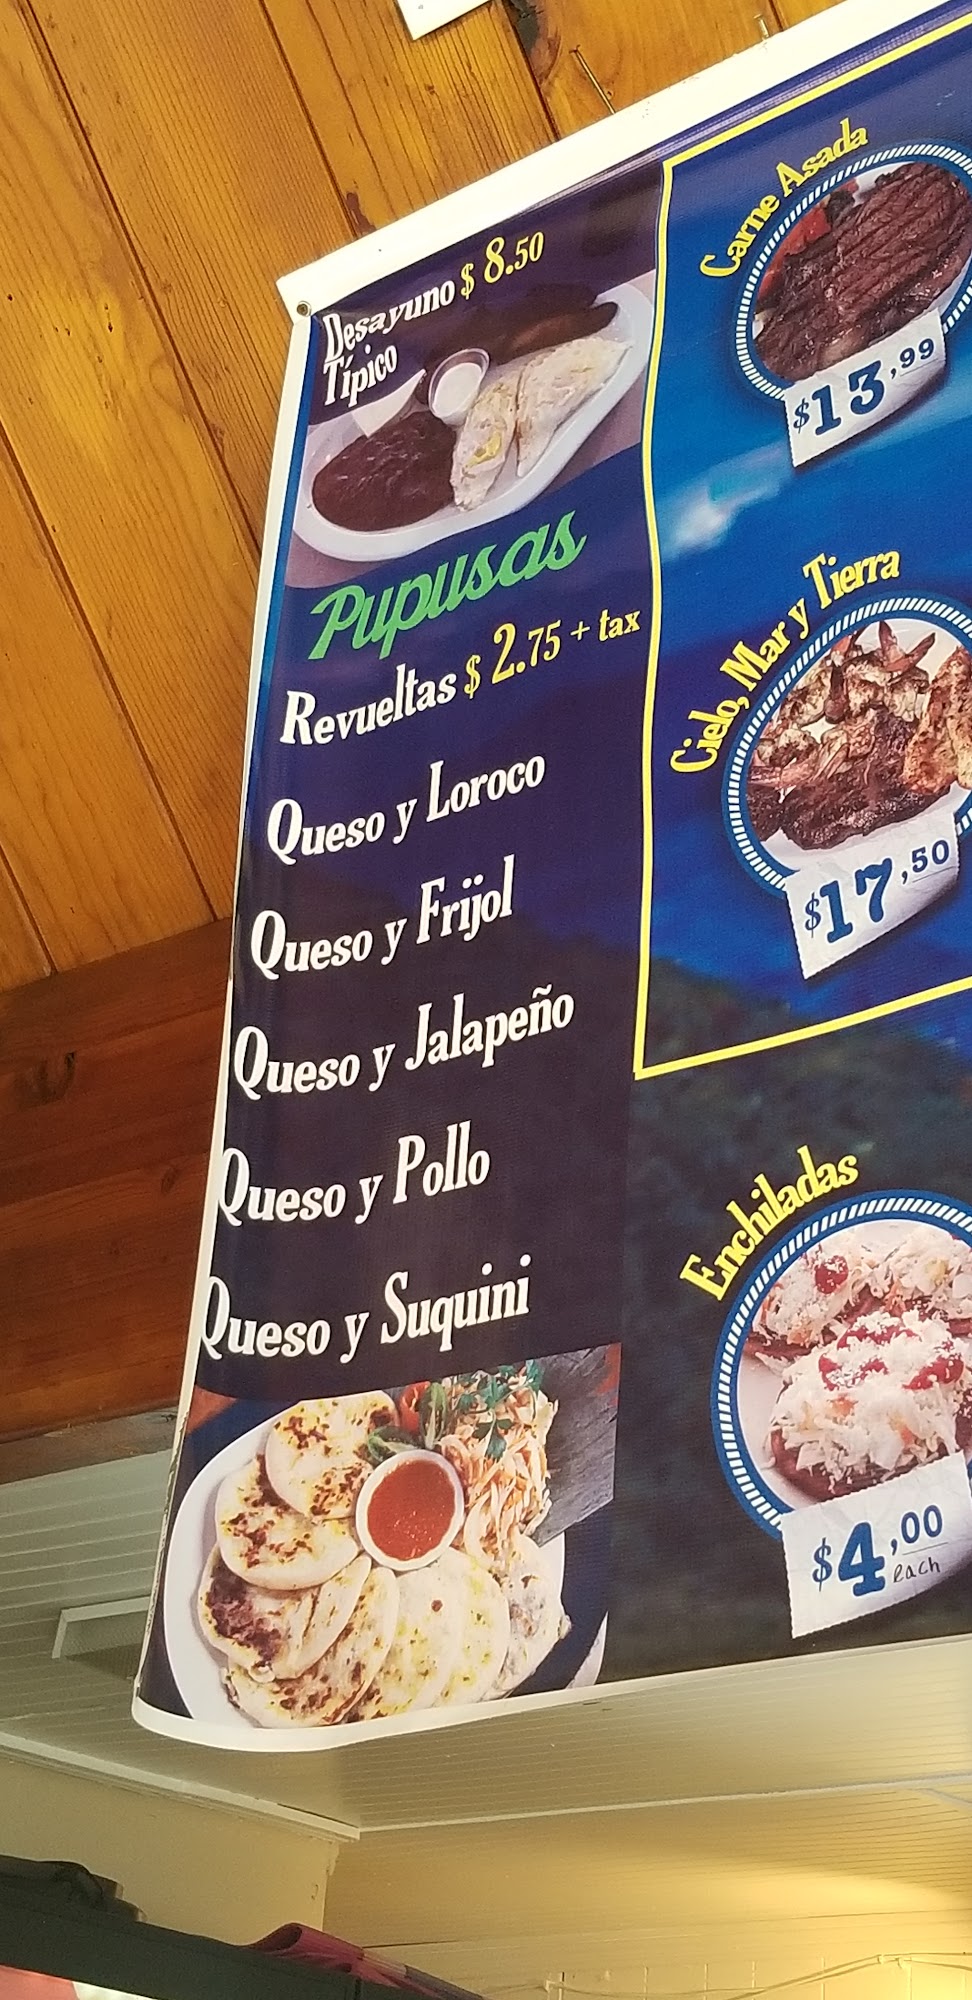 Desayuno $ 8.50
Típico
Pupusas
Revueltas $ 2.75 + tax
Queso y Loroco
Queso y Frijol
Queso y Jalapeño
Queso y Pollo
Queso y Suquini
Carne Asada
$13,99
Cielo, Mar y Tierra
$17,50
Enchiladas
$4,00
each